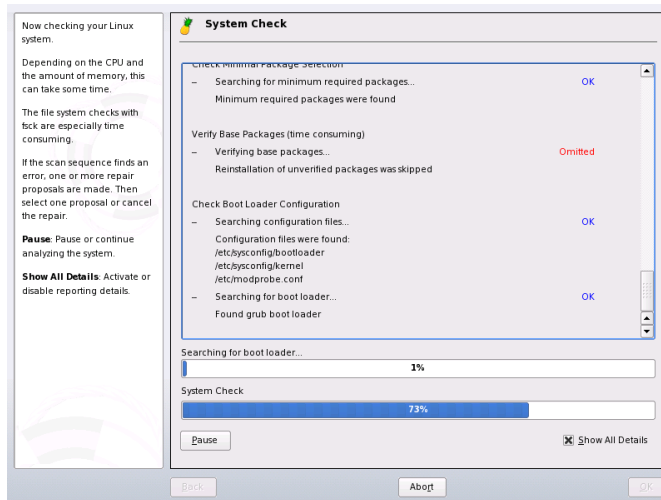 Now checking your Linux
system.
Depending on the CPU and
the amount of memory, this
can take some time.
The file system checks with
fsck are especially time
consuming.
If the scan sequence finds an
error, one or more repair
proposals are made. Then
select one proposal or cancel
the repair.
Pause: Pause or continue
analyzing the system.
Show All Details: Activate or
disable reporting details.
System Check
Check Minimal Package Selection
– Searching for minimum required packages... OK
Minimum required packages were found
Verify Base Packages (time consuming)
– Verifying base packages... Omitted
Reinstallation of unverified packages was skipped
Check Boot Loader Configuration
– Searching configuration files... OK
Configuration files were found:
/etc/sysconfig/bootloader
/etc/sysconfig/kernel
/etc/modprobe.conf
– Searching for boot loader... OK
Found grub boot loader
Searching for boot loader...
1%
System Check
73%
Pause Show All Details
Back Abort OK